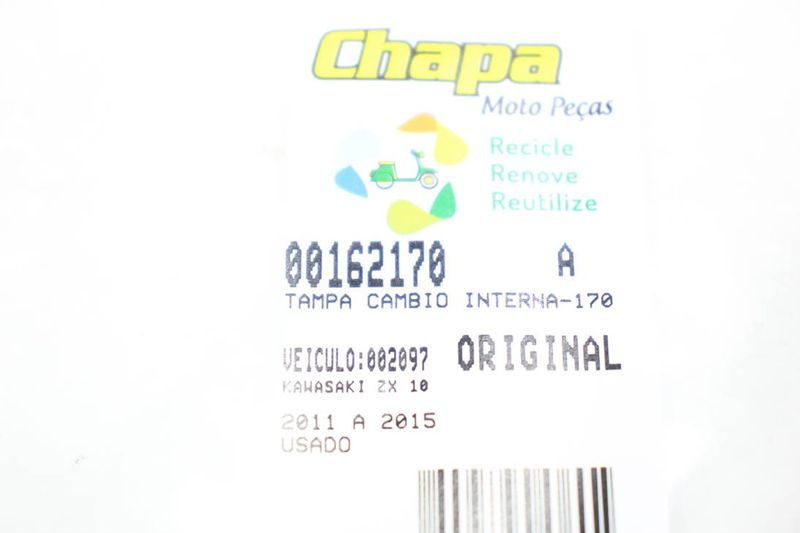 Chapa
Moto Peças
Recicle
Renove
Reutilize
00162170 A
TAMPA CAMBIO INTERNA-170
VEICULO:002097 ORIGINAL
KAWASAKI ZX 10
2011 A 2015
USADO